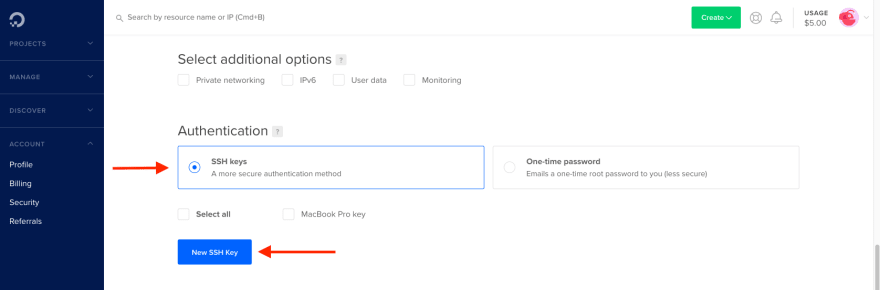 Search by resource name or IP (Cmd+B)
Create
USAGE
$5.00
PROJECTS
MANAGE
DISCOVER
ACCOUNT
Profile
Billing
Security
Referrals
Select additional options ?
Private networking IPv6 User data Monitoring
Authentication ?
SSH keys
A more secure authentication method
One-time password
Emails a one-time root password to you (less secure)
Select all MacBook Pro key
New SSH Key